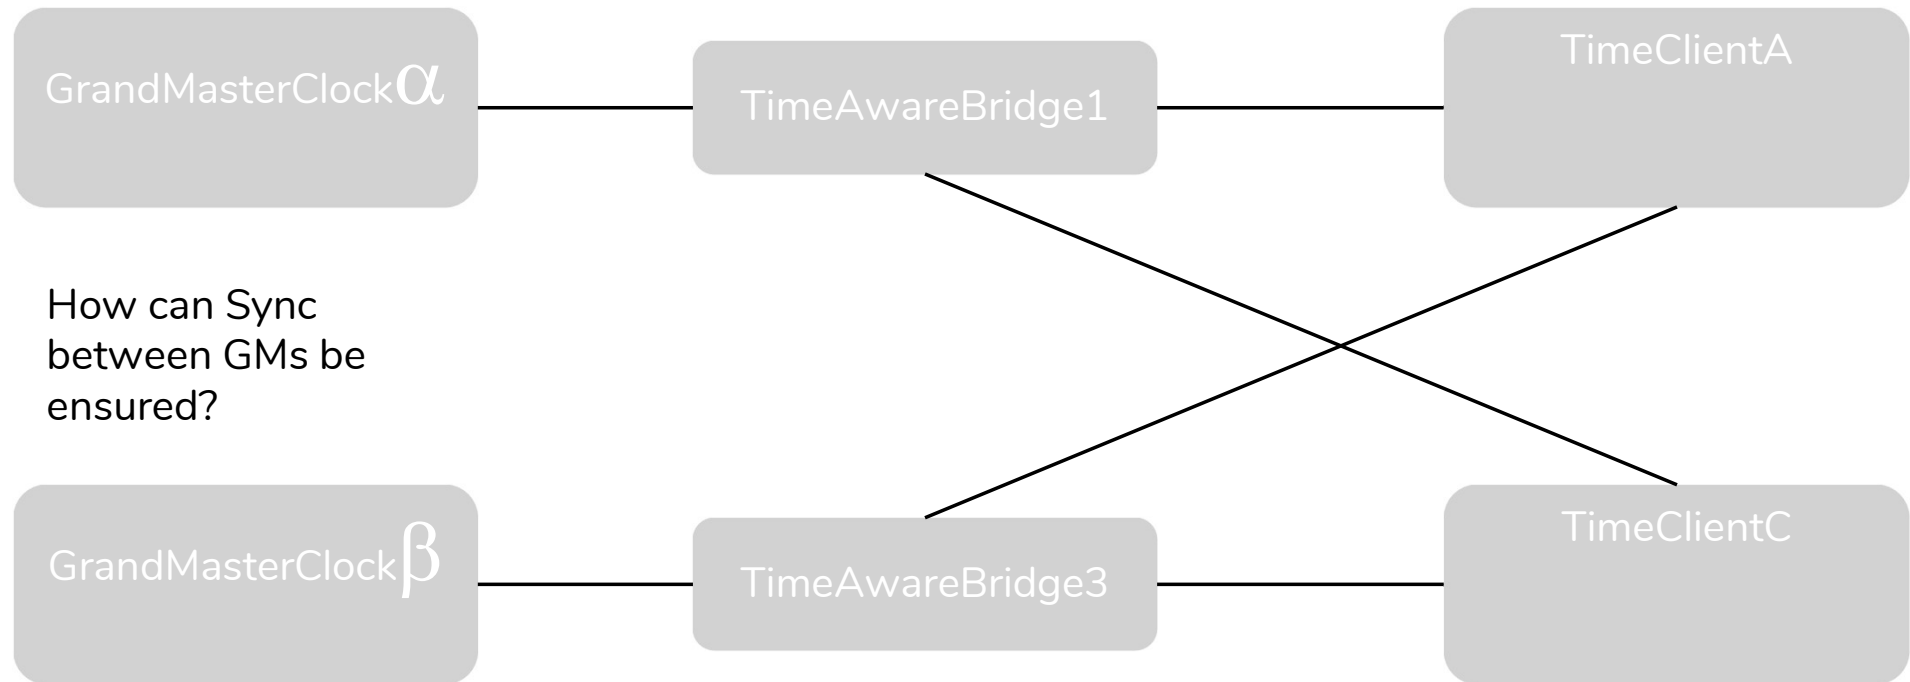 GrandMasterClockα
TimeAwareBridge1
TimeClientA
How can Sync
between GMs be
ensured?
GrandMasterClockβ
TimeAwareBridge3
TimeClientC